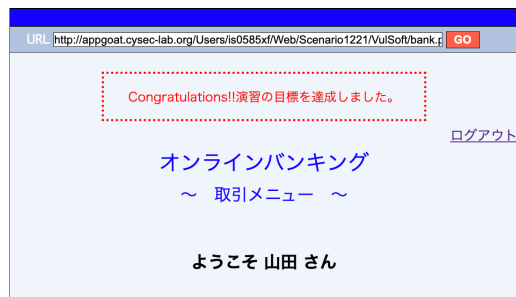 URL http://appgoat.cysec-lab.org/Users/is0585xf/Web/Scenario1221/VulSoft/bank.p GO
Congratulations!!演習の目標を達成しました。
ログアウト
オンラインバンキング
～　取引メニュー　～
ようこそ 山田 さん